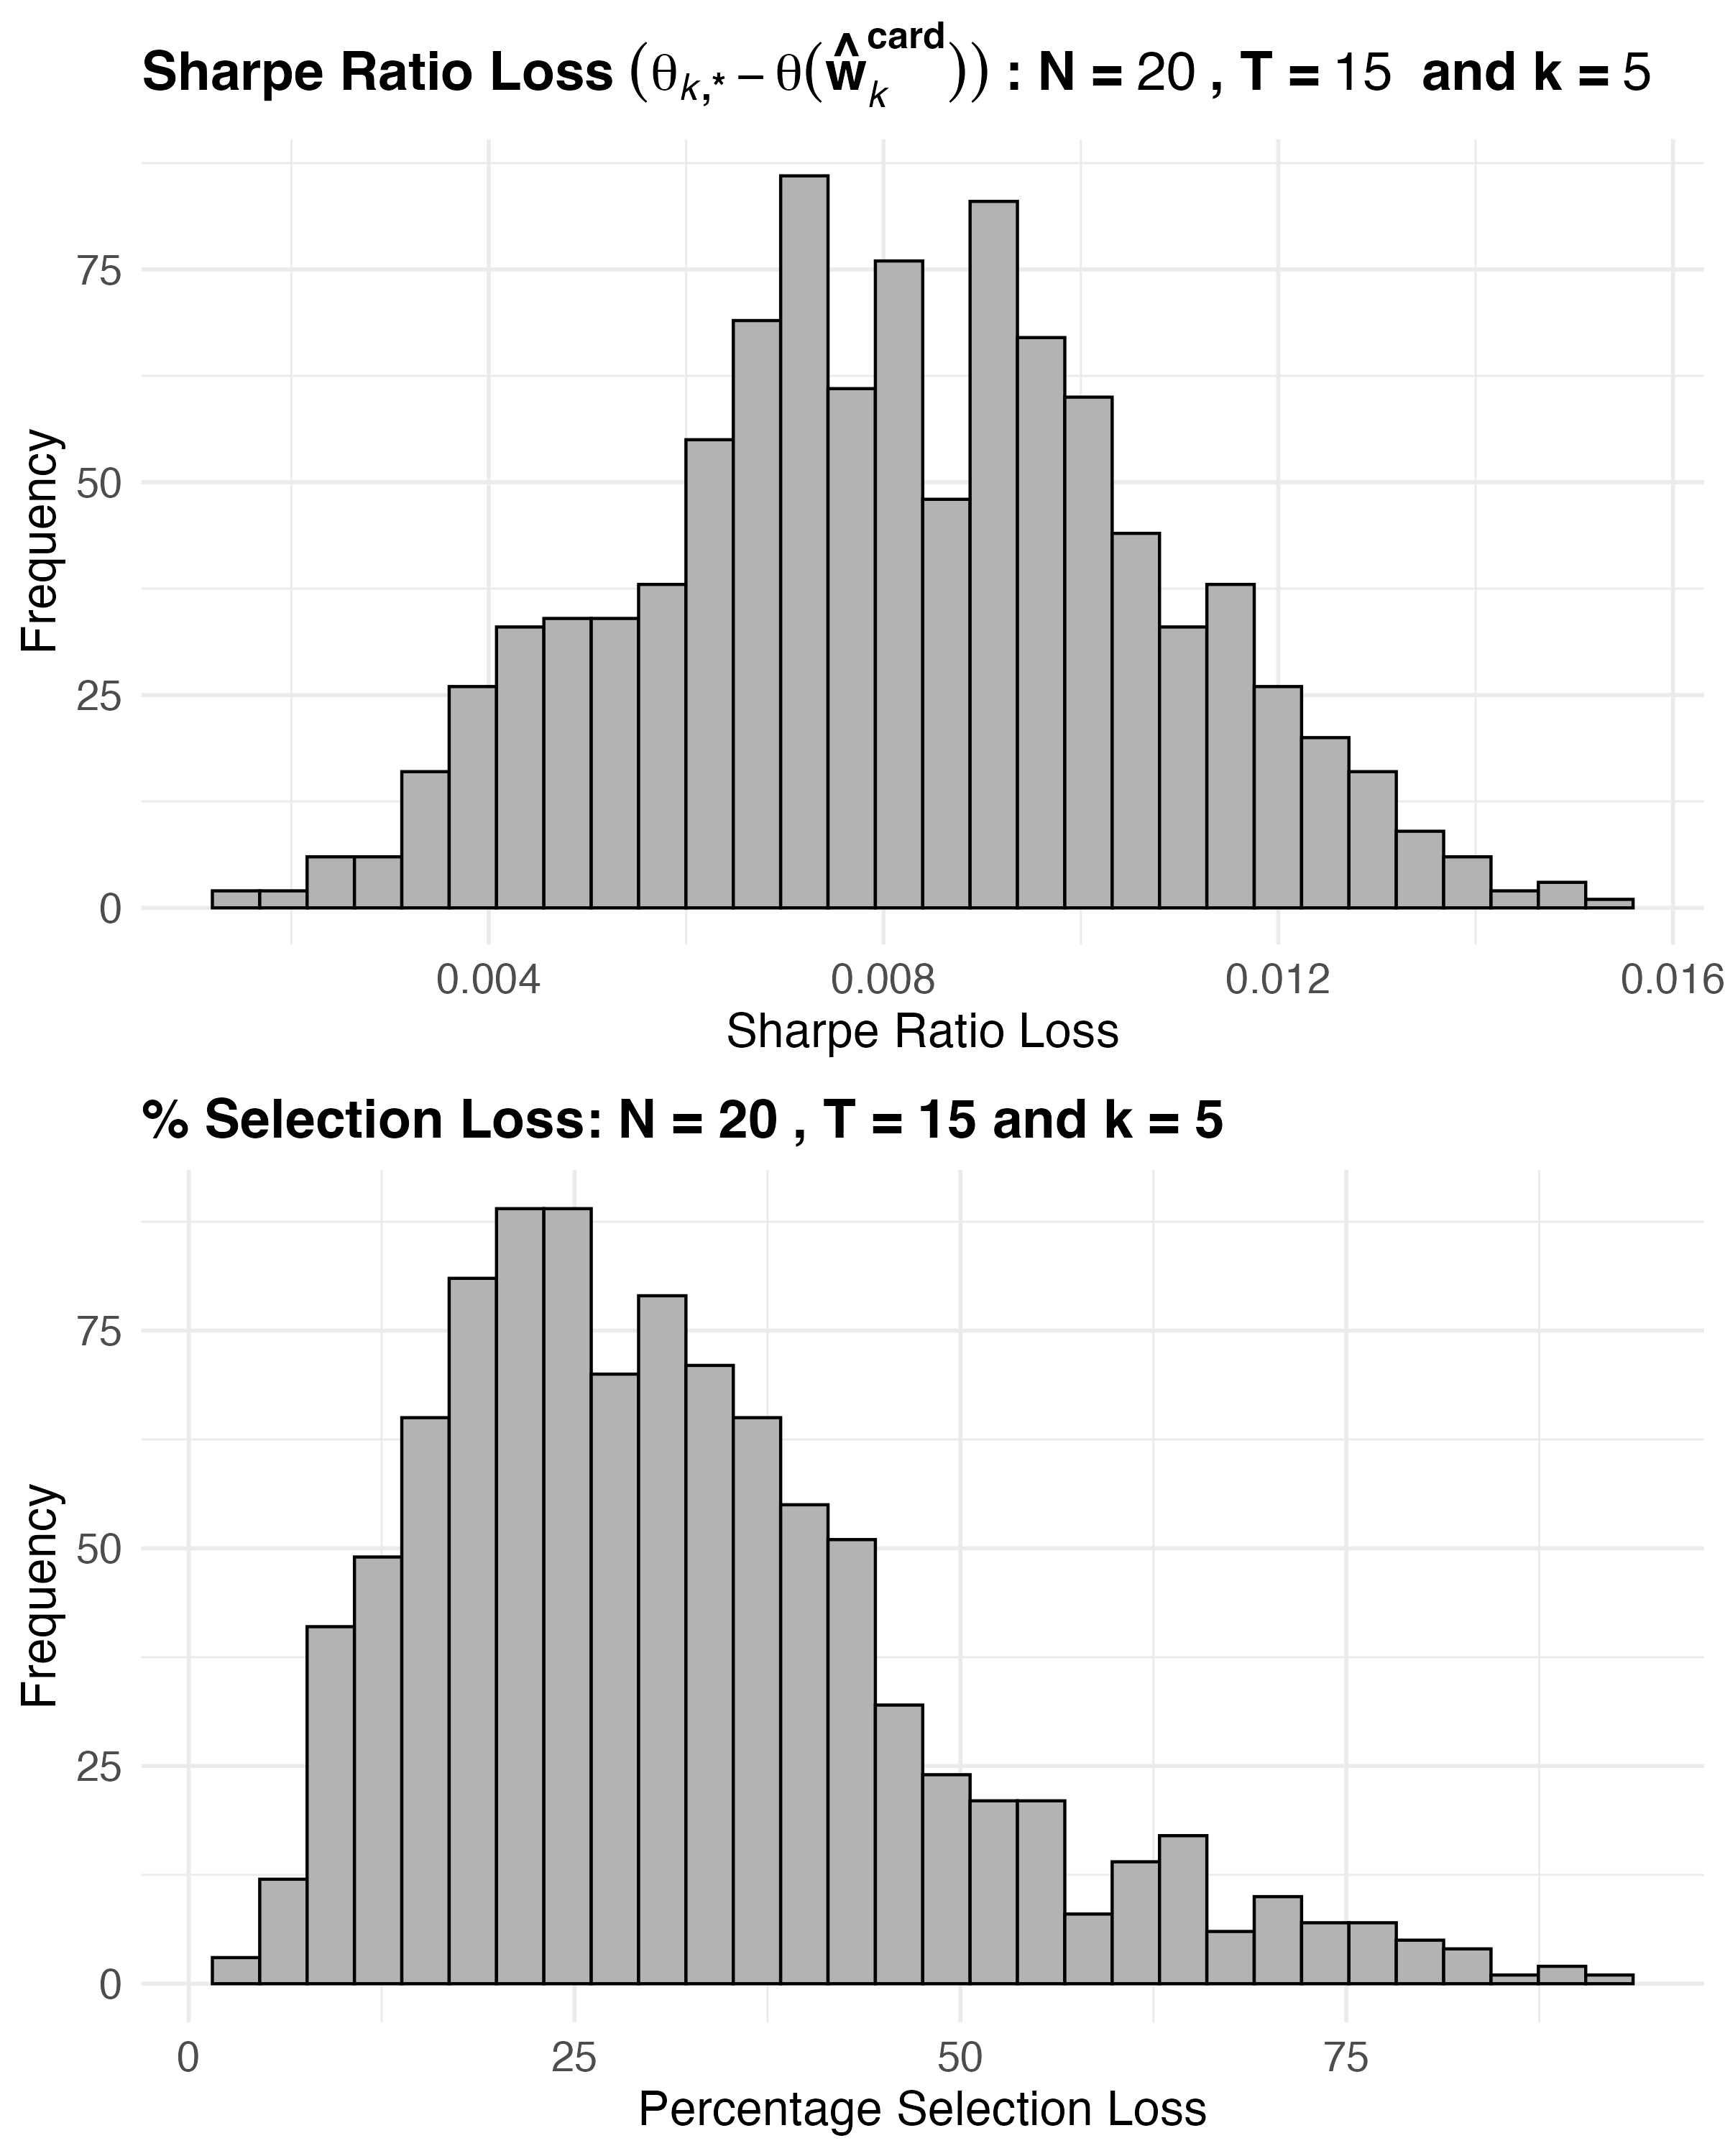 Sharpe Ratio Loss (θk,* − θ(ŵkcard)) : N = 20 , T = 15 and k = 5
Frequency
75
50
25
0
0.004 0.008 0.012 0.016
Sharpe Ratio Loss
% Selection Loss: N = 20 , T = 15 and k = 5
Frequency
75
50
25
0
0 25 50 75
Percentage Selection Loss